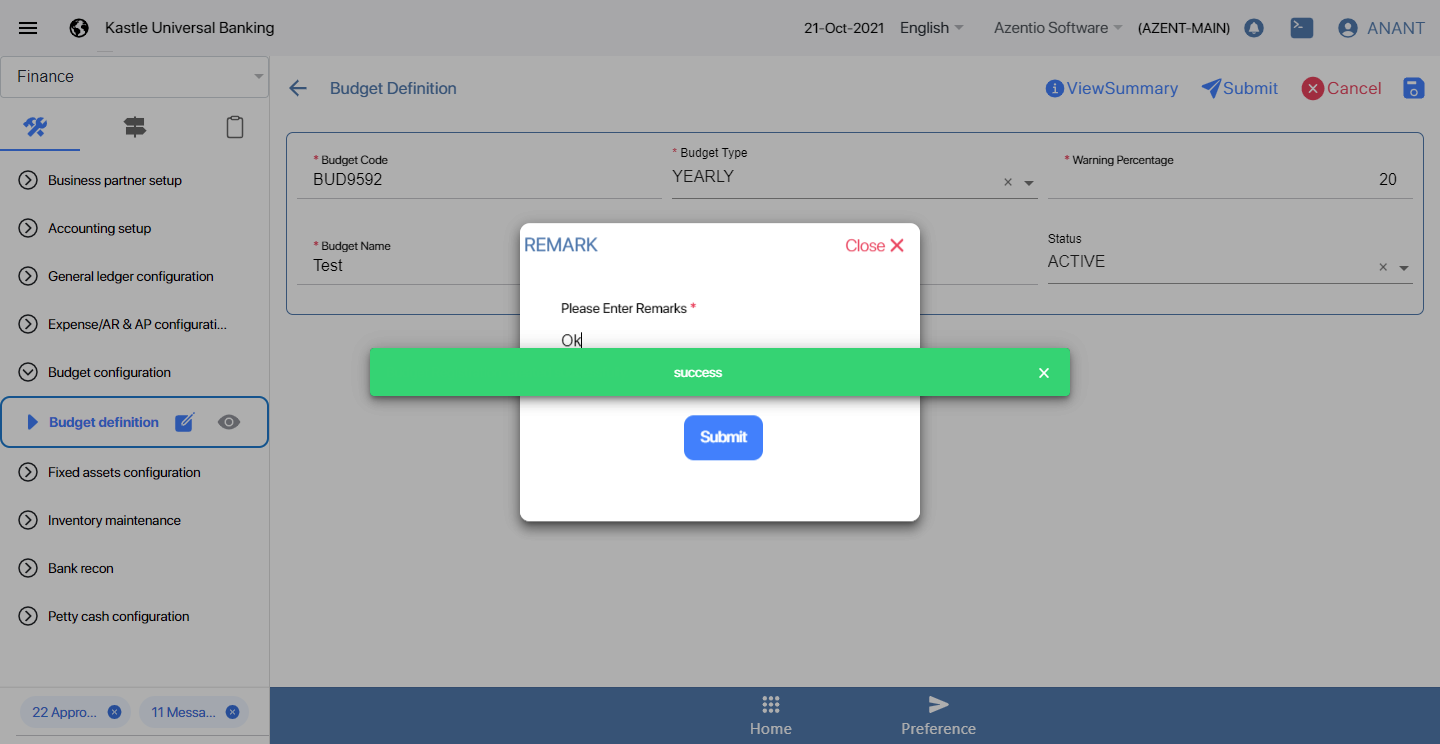 Kastle Universal Banking
21-Oct-2021
English
Azentio Software
(AZENT-MAIN)
ANANT
Finance
Business partner setup
Accounting setup
General ledger configuration
Expense/AR & AP configurati...
Budget configuration
Budget definition
Fixed assets configuration
Inventory maintenance
Bank recon
Petty cash configuration
22 Appro...
11 Messa...
Budget Definition
ViewSummary
Submit
Cancel
* Budget Code
BUD9592
* Budget Type
YEARLY
* Warning Percentage
20
* Budget Name
Test
Status
ACTIVE
REMARK
Close
Please Enter Remarks *
Ok
success
Submit
Home
Preference